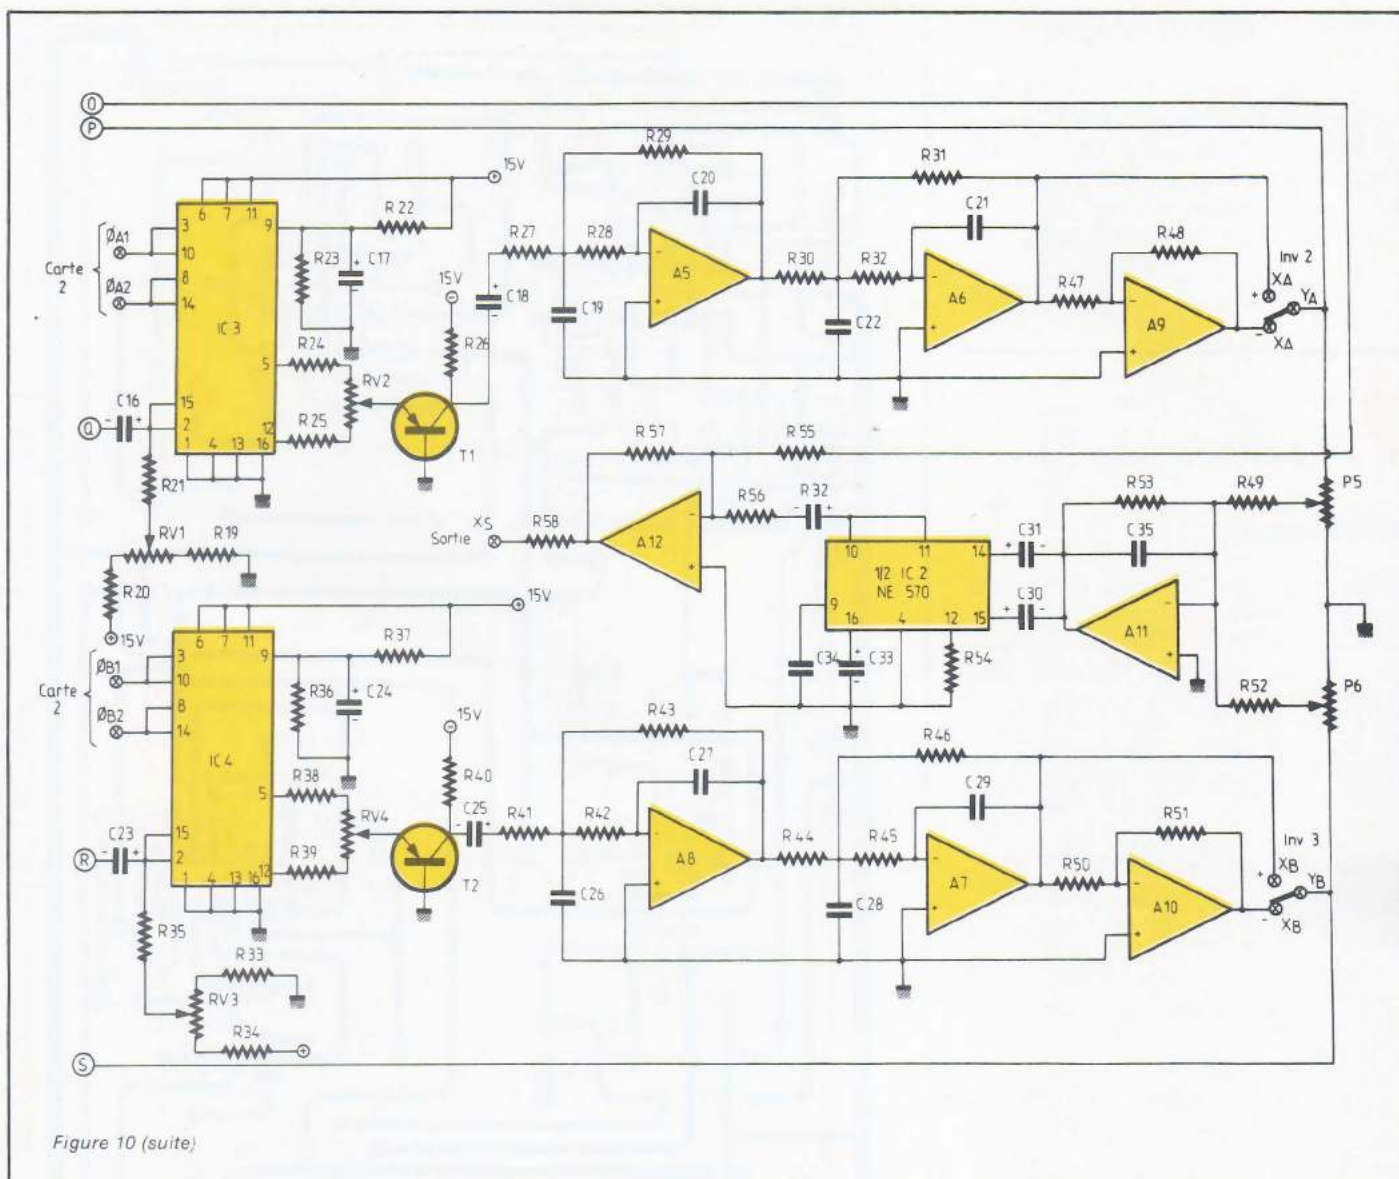 O
P
R29
R31
15V
C20
C21
R22
6 7 11
3 9
ØA1
R23
C17
R27
R28
R48
Inv 2
10
Carte
2
8
15V
C18
A5
R30
R32
R47
XA
YA
ØA2
14
IC3
C19
C22
A6
A9
XA
R24
R26
5
RV2
C16
15
R25
Q
2
12
1 4 13 16
T1
R57
R55
R21
R53
R49
P5
R56
R32
XS
Sortie
R58
C31
C35
RV1
R19
A12
10 11 14
1/2 IC 2
NE 570
R20
15V
C30
9 16 4 12 15
A11
15V
6 7 11
R37
C34
C33
R54
ØB1
3 9
Carte
2
10
R36
C24
R52
P6
8
15V
R43
R46
ØB2
14
C27
IC4
R38
R40
C29
5
C25
R41
R42
R51
Inv 3
C23
15
RV4
R44
R45
XB
YB
R
2
R39
A8
A7
R50
12
1 4 13 16
T2
C26
C28
A10
XB
R35
R33
RV3
R34
S
Figure 10 (suite)